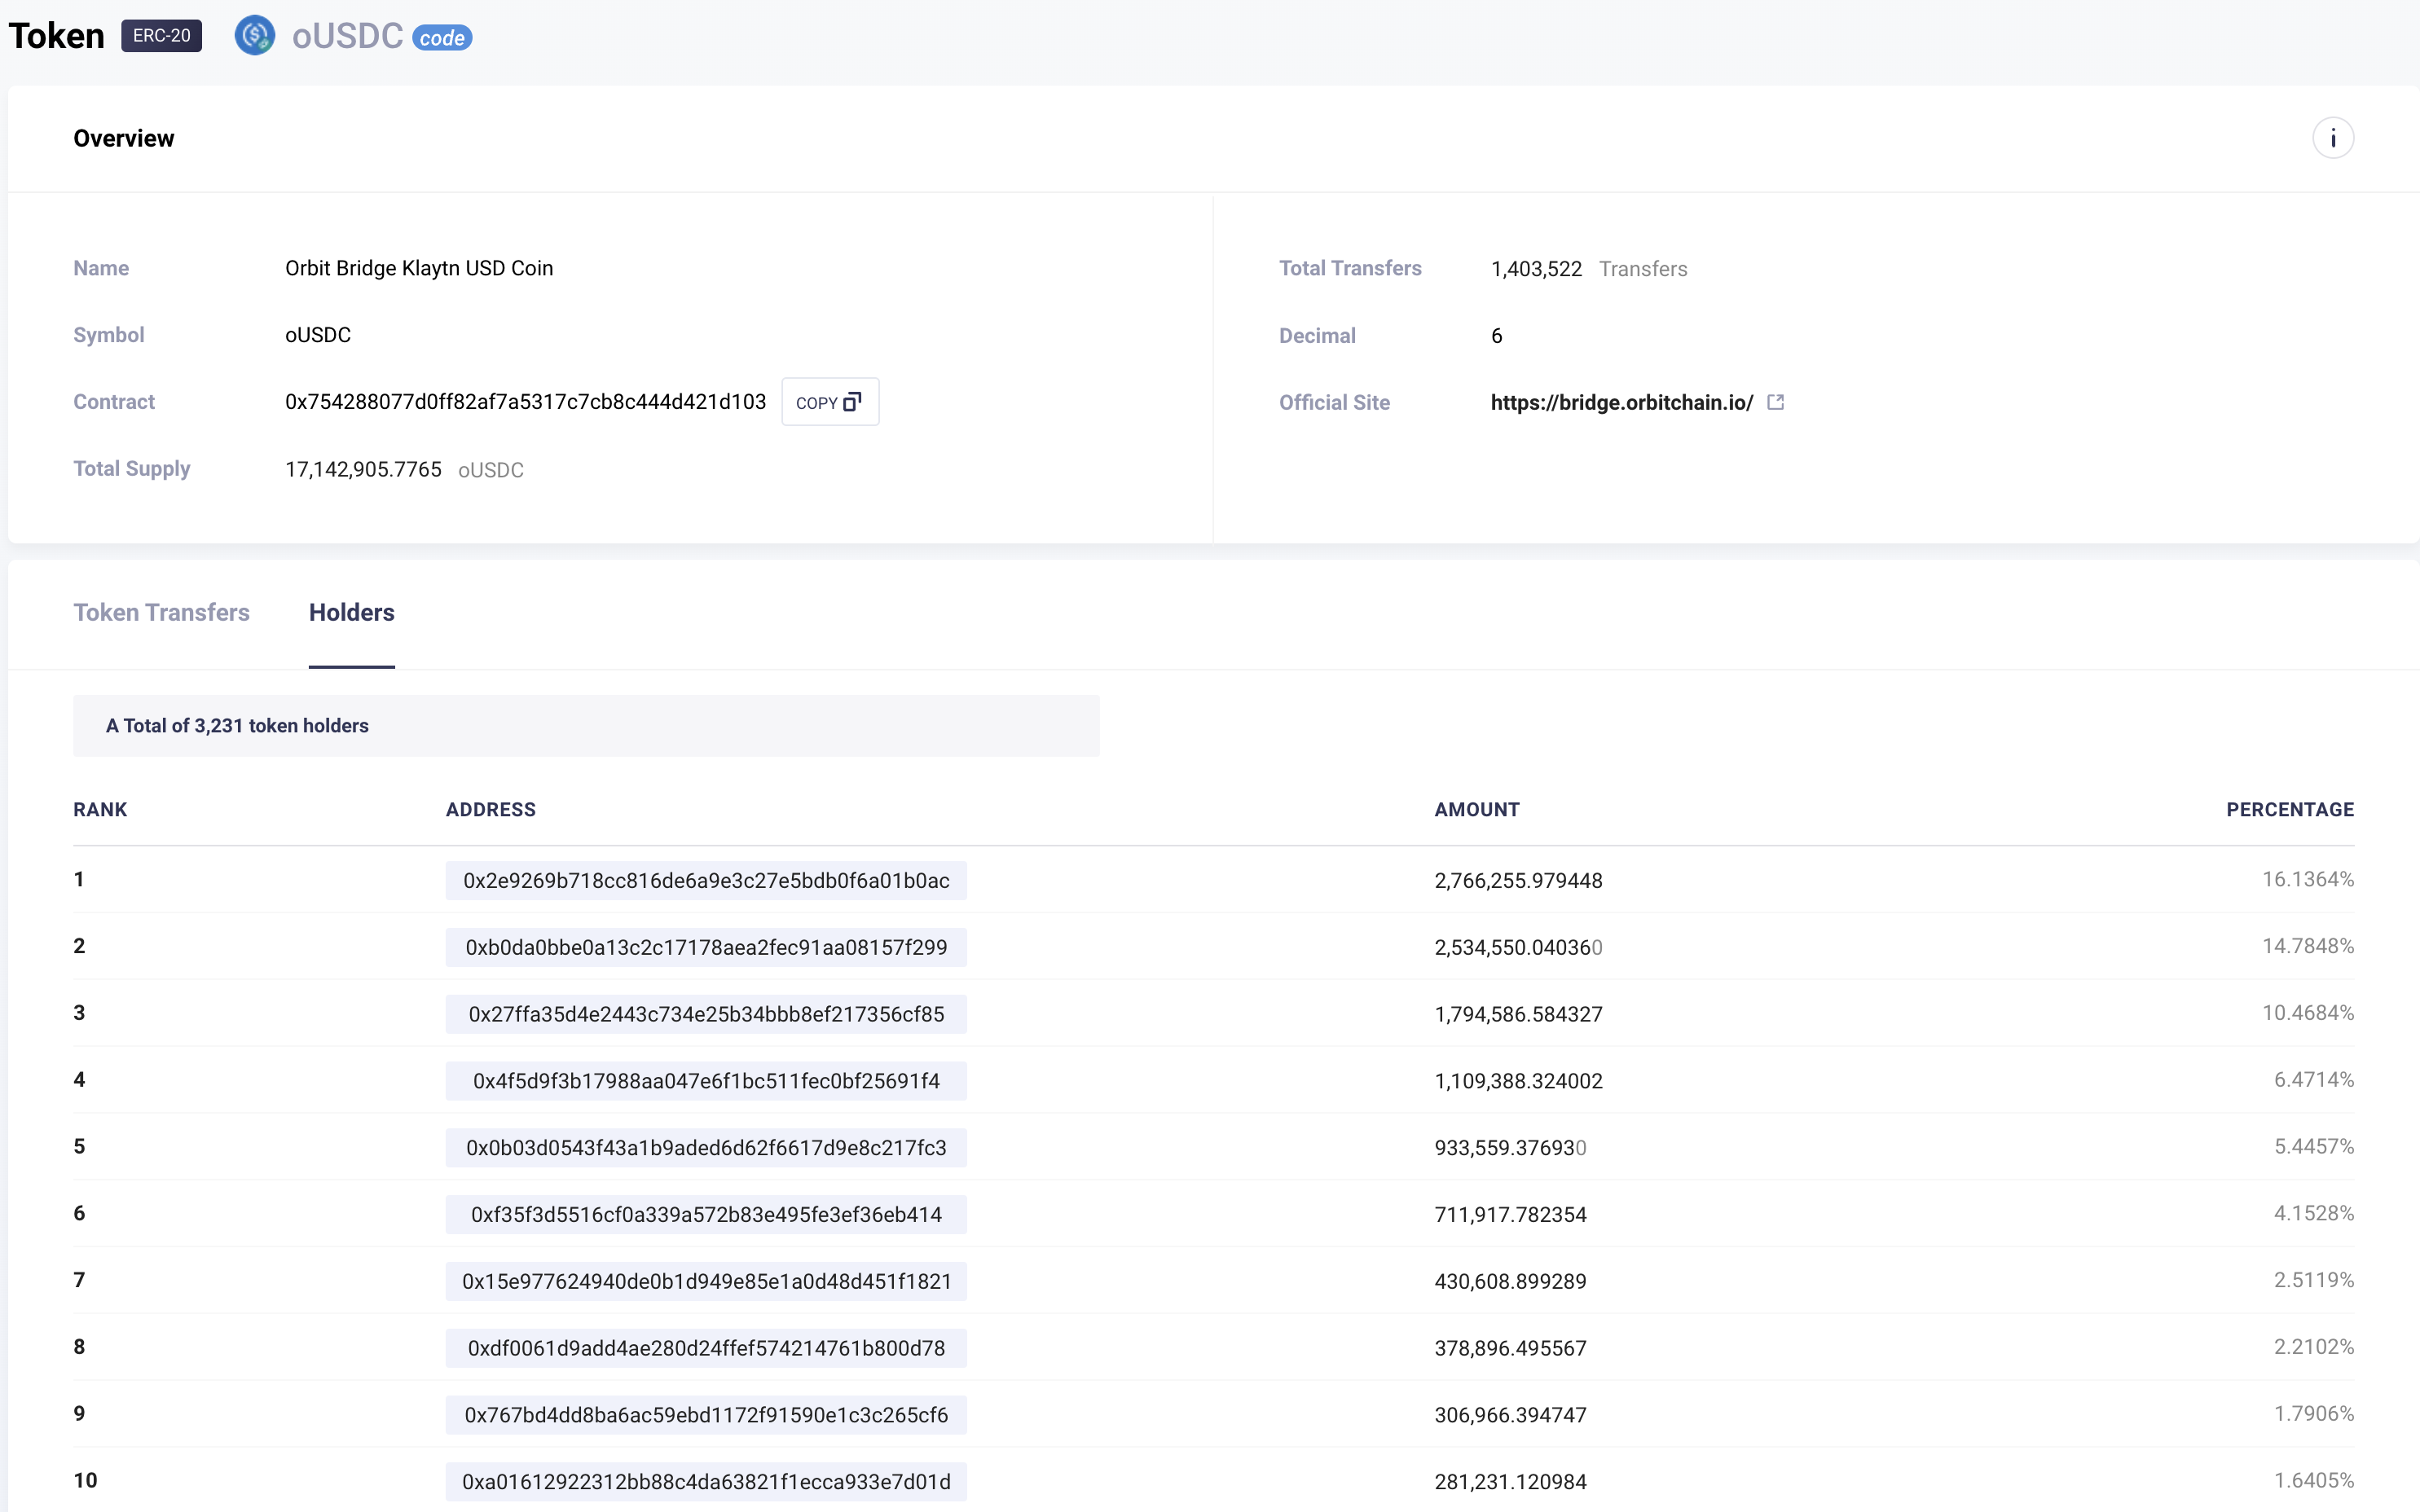 Token ERC-20 oUSDC code
Overview
Name Orbit Bridge Klaytn USD Coin
Symbol oUSDC
Contract 0x754288077d0ff82af7a5317c7cb8c444d421d103 COPY
Total Supply 17,142,905.7765 oUSDC
Total Transfers 1,403,522 Transfers
Decimal 6
Official Site https://bridge.orbitchain.io/
Token Transfers Holders
A Total of 3,231 token holders
RANK ADDRESS AMOUNT PERCENTAGE
1 0x2e9269b718cc816de6a9e3c27e5bdb0f6a01b0ac 2,766,255.979448 16.1364%
2 0xb0da0bbe0a13c2c17178aea2fec91aa08157f299 2,534,550.040360 14.7848%
3 0x27ffa35d4e2443c734e25b34bbb8ef217356cf85 1,794,586.584327 10.4684%
4 0x4f5d9f3b17988aa047e6f1bc511fec0bf25691f4 1,109,388.324002 6.4714%
5 0x0b03d0543f43a1b9aded6d62f6617d9e8c217fc3 933,559.376930 5.4457%
6 0xf35f3d5516cf0a339a572b83e495fe3ef36eb414 711,917.782354 4.1528%
7 0x15e977624940de0b1d949e85e1a0d48d451f1821 430,608.899289 2.5119%
8 0xdf0061d9add4ae280d24ffef574214761b800d78 378,896.495567 2.2102%
9 0x767bd4dd8ba6ac59ebd1172f91590e1c3c265cf6 306,966.394747 1.7906%
10 0xa01612922312bb88c4da63821f1ecca933e7d01d 281,231.120984 1.6405%